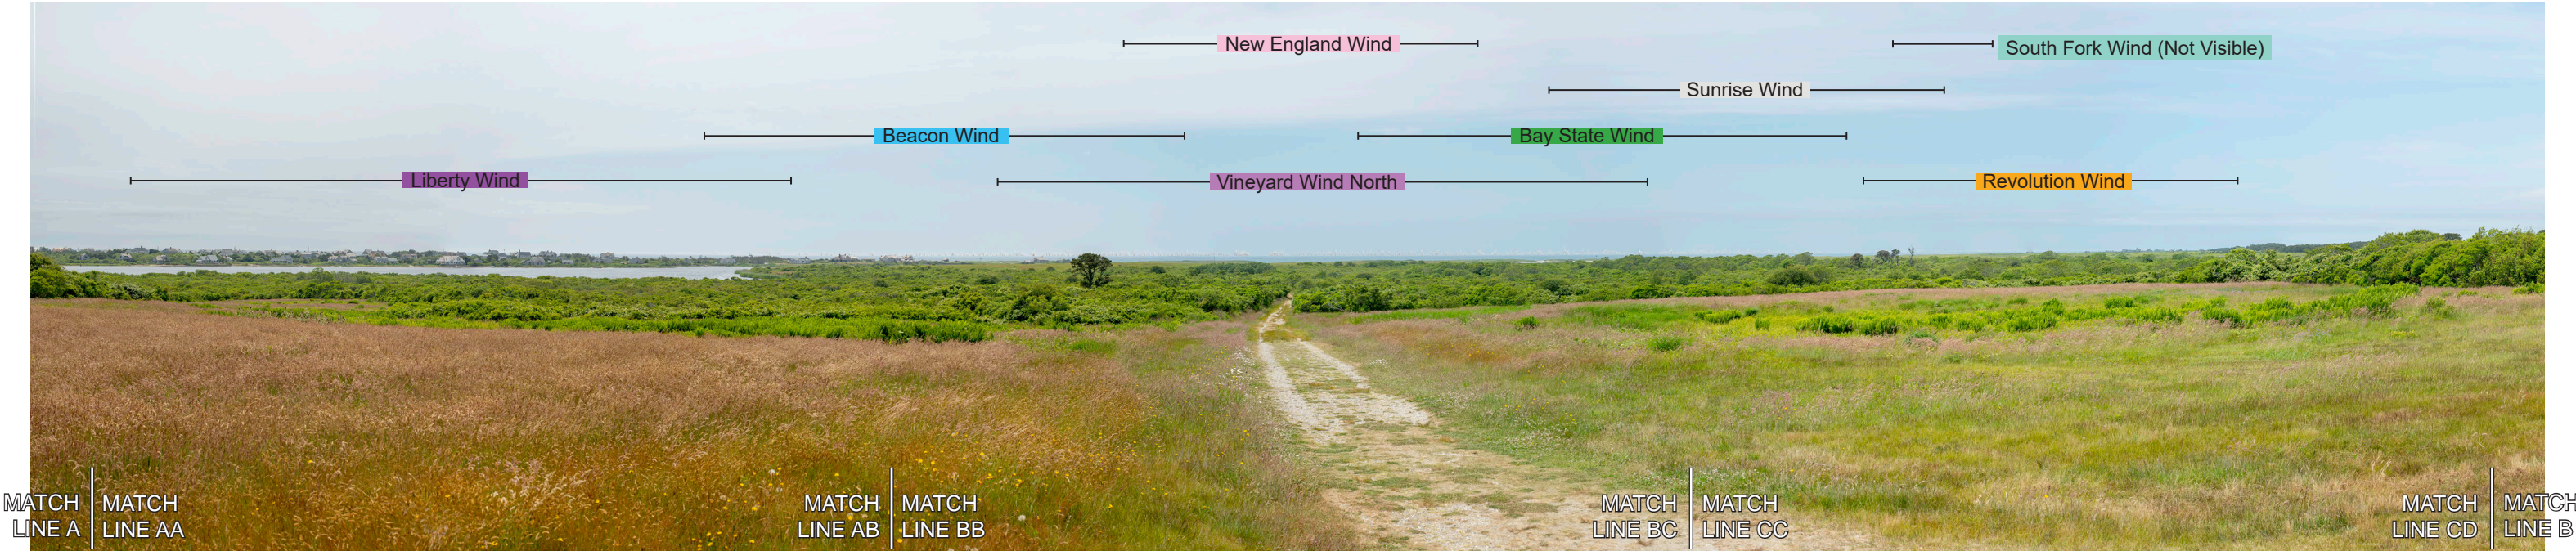 New England Wind
South Fork Wind (Not Visible)
Sunrise Wind
Beacon Wind
Bay State Wind
Liberty Wind
Vineyard Wind North
Revolution Wind
MATCH
LINE A
MATCH
LINE AA
MATCH
LINE AB
MATCH
LINE BB
MATCH
LINE BC
MATCH
LINE CC
MATCH
LINE CD
MATCH
LINE B